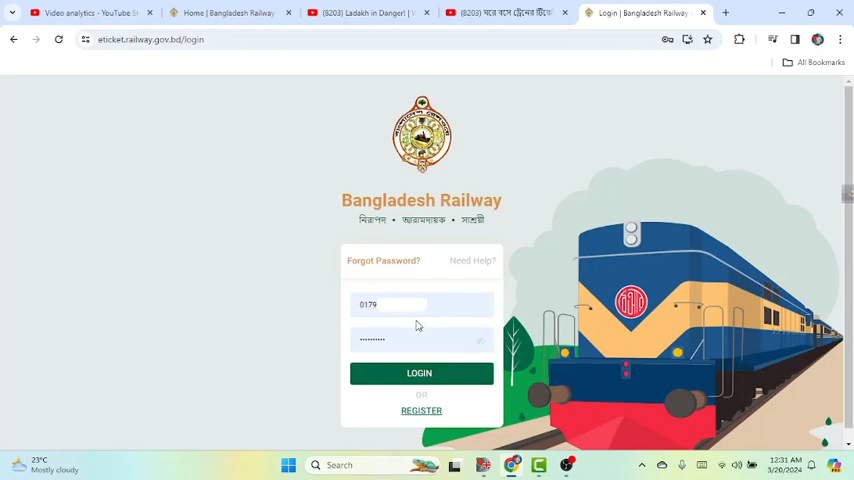 Video analytics - YouTube S
Home | Bangladesh Railway
(8203) Ladakh in Danger! |
(8203) ঘরে বসে ট্রেনের টিকে
Login | Bangladesh Railway
eticket.railway.gov.bd/login
All Bookmarks
Bangladesh Railway
নিরাপদ • আরামদায়ক • সাশ্রয়ী
Forgot Password?
Need Help?
0179
LOGIN
OR
REGISTER
23°C
Mostly cloudy
Search
12:31 AM
3/20/2024